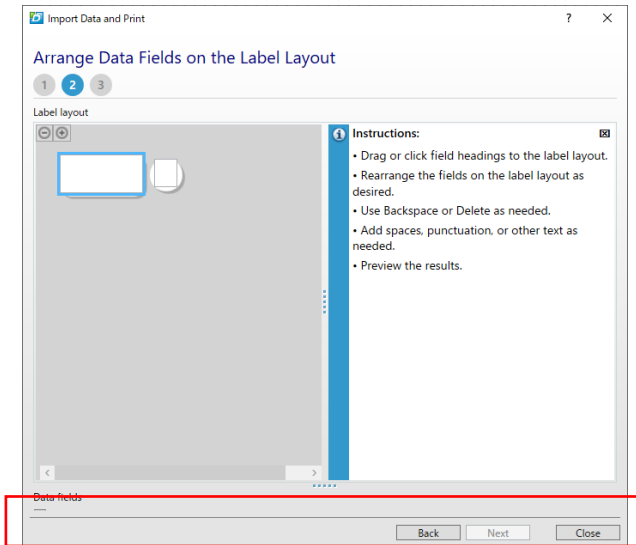 Import Data and Print
?
Arrange Data Fields on the Label Layout
1 2 3
Label layout
Instructions:
• Drag or click field headings to the label layout.
• Rearrange the fields on the label layout as
desired.
• Use Backspace or Delete as needed.
• Add spaces, punctuation, or other text as
needed.
• Preview the results.
Data fields
Back Next Close